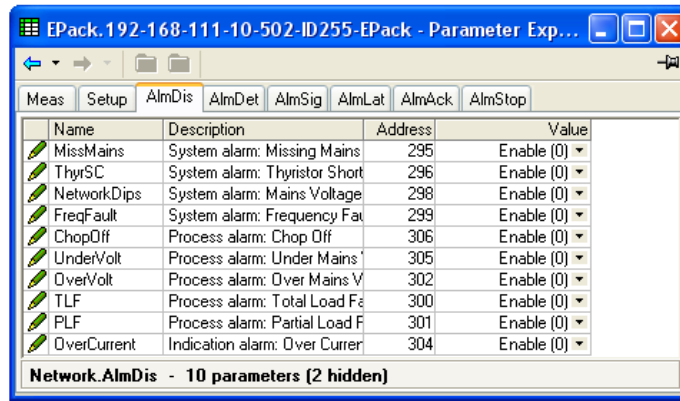 EPack.192-168-111-10-502-ID255-EPack - Parameter Exp...
Meas Setup AlmDis AlmDet AlmSig AlmLat AlmAck AlmStop
Name Description Address Value
MissMains System alarm: Missing Mains 295 Enable (0)
ThyrSC System alarm: Thyristor Short 296 Enable (0)
NetworkDips System alarm: Mains Voltage 298 Enable (0)
FreqFault System alarm: Frequency Fau 299 Enable (0)
ChopOff Process alarm: Chop Off 306 Enable (0)
UnderVolt Process alarm: Under Mains 305 Enable (0)
OverVolt Process alarm: Over Mains V 302 Enable (0)
TLF Process alarm: Total Load Fa 300 Enable (0)
PLF Process alarm: Partial Load F 301 Enable (0)
OverCurrent Indication alarm: Over Curren 304 Enable (0)
Network.AlmDis - 10 parameters (2 hidden)